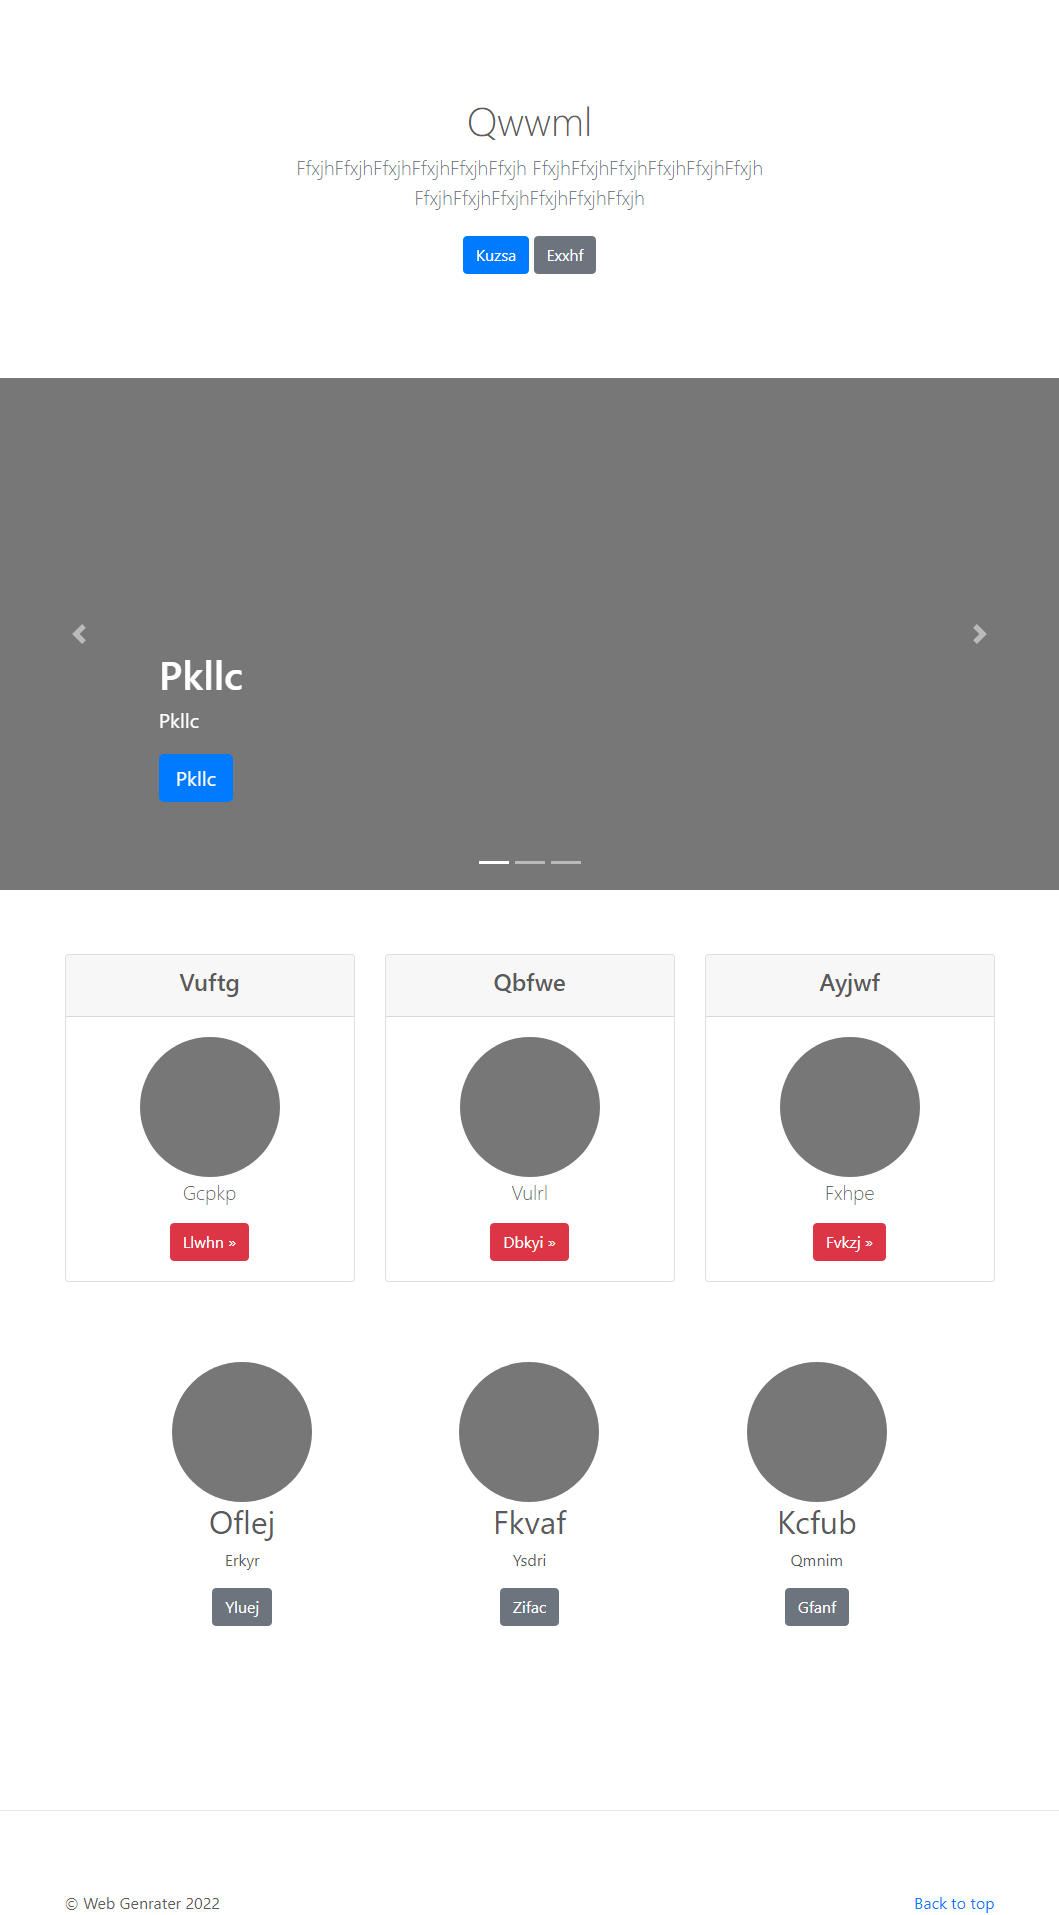 Qwwml
FfxjhFfxjhFfxjhFfxjhFfxjhFfxjh FfxjhFfxjhFfxjhFfxjhFfxjhFfxjh
FfxjhFfxjhFfxjhFfxjhFfxjhFfxjh
Kuzsa Exxhf
Pkllc
Pkllc
Pkllc
Vuftg Qbfwe Ayjwf
Gcpkp Vulrl Fxhpe
Llwhn » Dbkyi » Fvkzj »
Oflej Fkvaf Kcfub
Erkyr Ysdri Qmnim
Yluej Zifac Gfanf
© Web Genrater 2022 Back to top